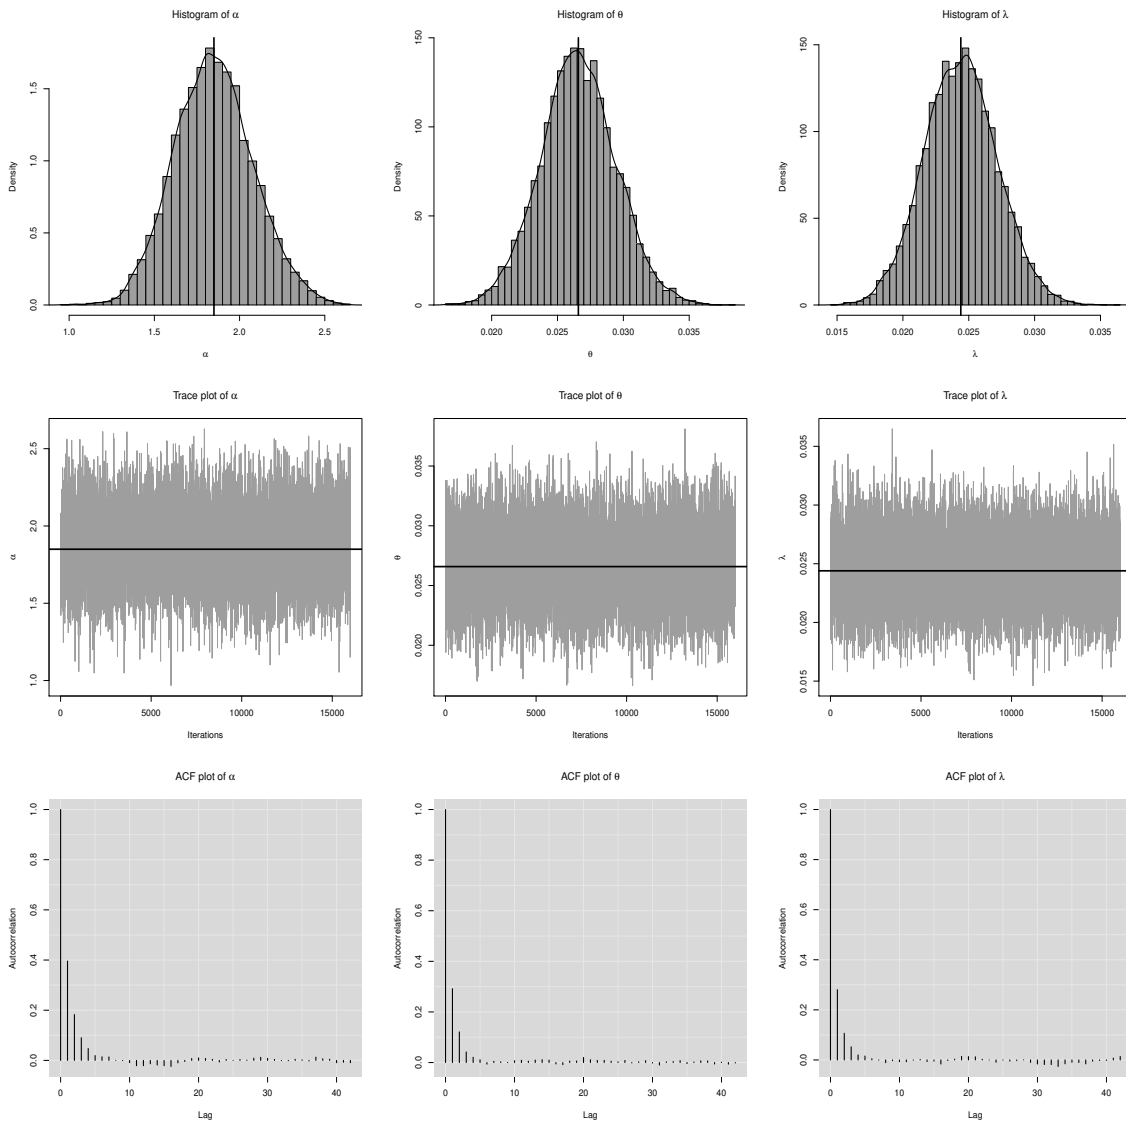 Histogram of α
Histogram of θ
Histogram of λ
Density
0.0 0.5 1.0 1.5
1.0 1.5 2.0 2.5
α
Density
0 50 100 150
0.020 0.025 0.030 0.035
θ
Density
0 50 100 150
0.015 0.020 0.025 0.030 0.035
λ
Trace plot of α
Trace plot of θ
Trace plot of λ
α
1.0 1.5 2.0 2.5
0 5000 10000 15000
Iterations
θ
0.020 0.025 0.030 0.035
0 5000 10000 15000
Iterations
λ
0.015 0.020 0.025 0.030 0.035
0 5000 10000 15000
Iterations
ACF plot of α
ACF plot of θ
ACF plot of λ
Autocorrelation
0.0 0.2 0.4 0.6 0.8 1.0
0 10 20 30 40
Lag
Autocorrelation
0.0 0.2 0.4 0.6 0.8 1.0
0 10 20 30 40
Lag
Autocorrelation
0.0 0.2 0.4 0.6 0.8 1.0
0 10 20 30 40
Lag